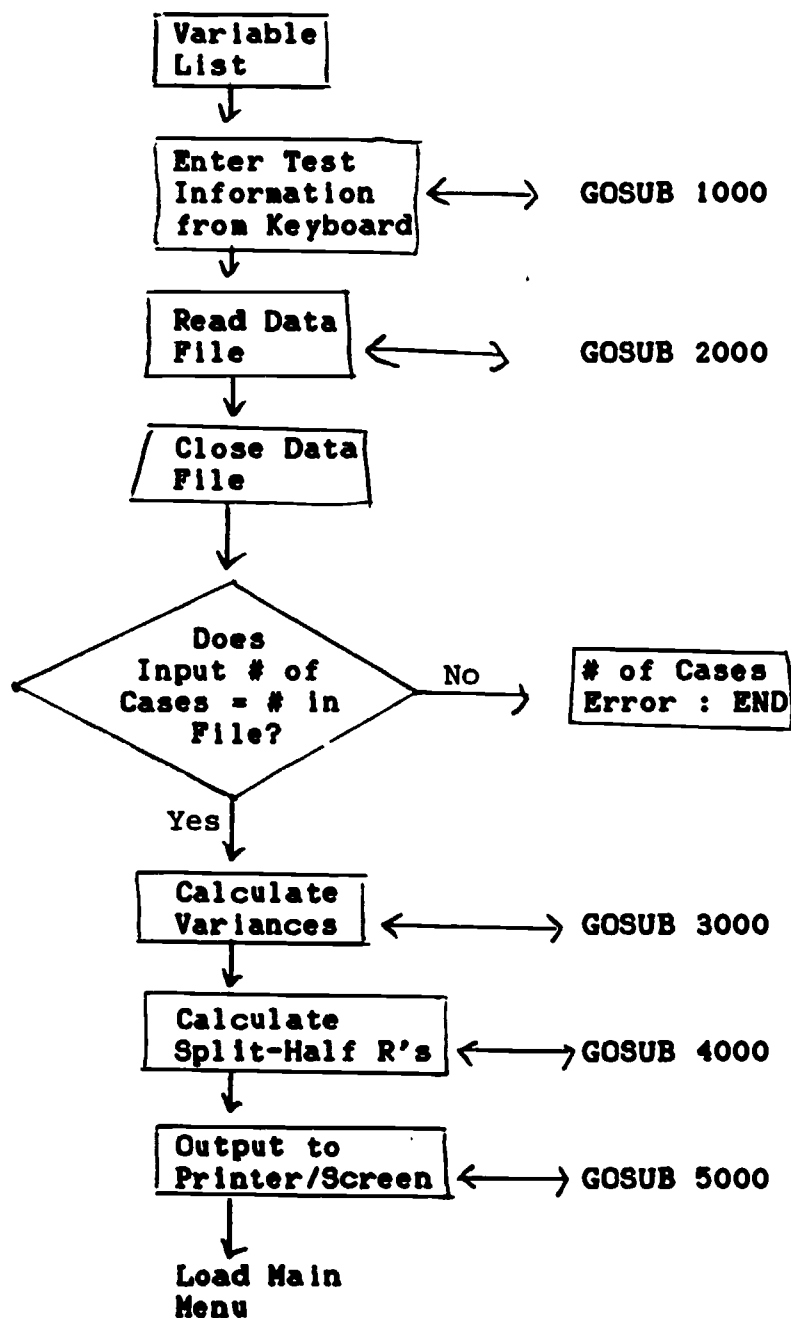 Variable
List
Enter Test
Information
from Keyboard
GOSUB 1000
Read Data
File
GOSUB 2000
Close Data
File
Does
Input # of
Cases = # in
File?
No
# of Cases
Error : END
Yes
Calculate
Variances
GOSUB 3000
Calculate
Split-Half R's
GOSUB 4000
Output to
Printer/Screen
GOSUB 5000
Load Main
Menu